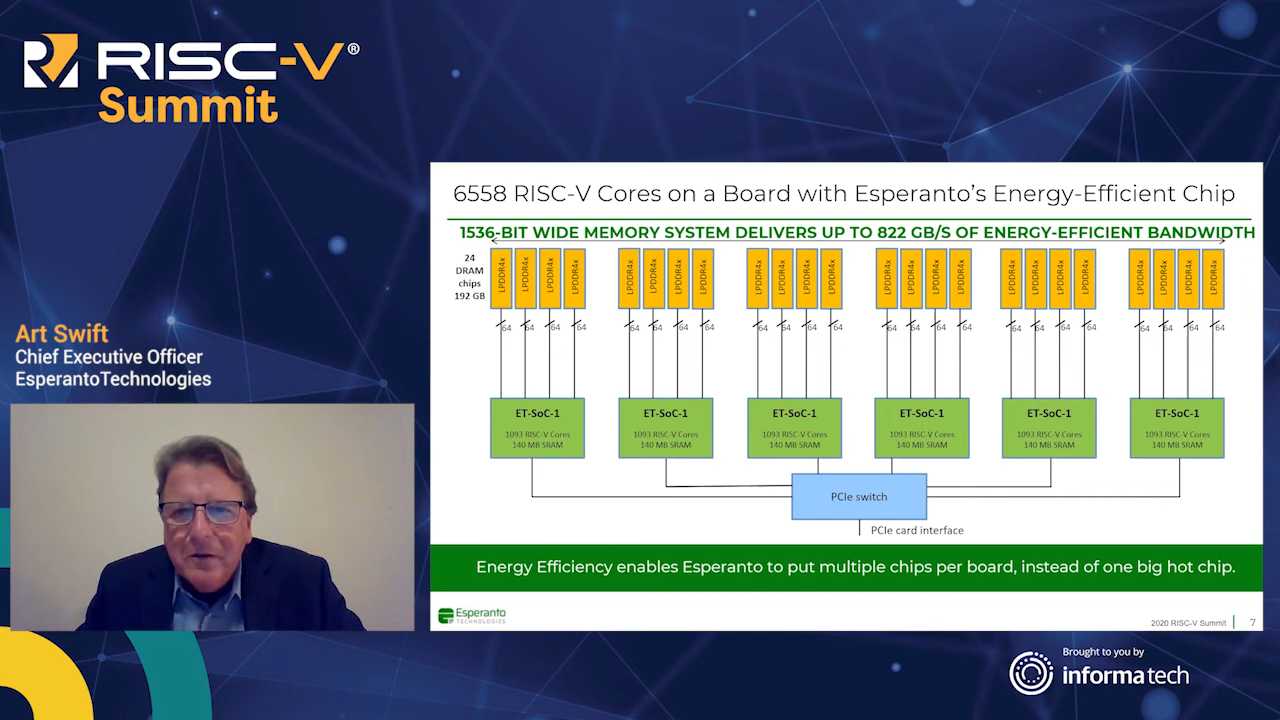 RISC-V®
Summit
6558 RISC-V Cores on a Board with Esperanto's Energy-Efficient Chip
1536-BIT WIDE MEMORY SYSTEM DELIVERS UP TO 822 GB/S OF ENERGY-EFFICIENT BANDWIDTH
24
DRAM
chips
192 GB
LPDDR4x LPDDR4x LPDDR4x LPDDR4x LPDDR4x LPDDR4x LPDDR4x LPDDR4x LPDDR4x LPDDR4x LPDDR4x LPDDR4x LPDDR4x LPDDR4x LPDDR4x LPDDR4x LPDDR4x LPDDR4x LPDDR4x LPDDR4x LPDDR4x LPDDR4x LPDDR4x LPDDR4x
64 64 64 64 64 64 64 64 64 64 64 64 64 64 64 64 64 64 64 64 64 64 64 64
ET-SoC-1 ET-SoC-1 ET-SoC-1 ET-SoC-1 ET-SoC-1 ET-SoC-1
1093 RISC-V Cores 1093 RISC-V Cores 1093 RISC-V Cores 1093 RISC-V Cores 1093 RISC-V Cores 1093 RISC-V Cores
140 MB SRAM 140 MB SRAM 140 MB SRAM 140 MB SRAM 140 MB SRAM 140 MB SRAM
PCIe switch
PCIe card interface
Energy Efficiency enables Esperanto to put multiple chips per board, instead of one big hot chip.
Esperanto
TECHNOLOGIES
2020 RISC-V Summit 7
Art Swift
Chief Executive Officer
EsperantoTechnologies
Brought to you by
informa tech